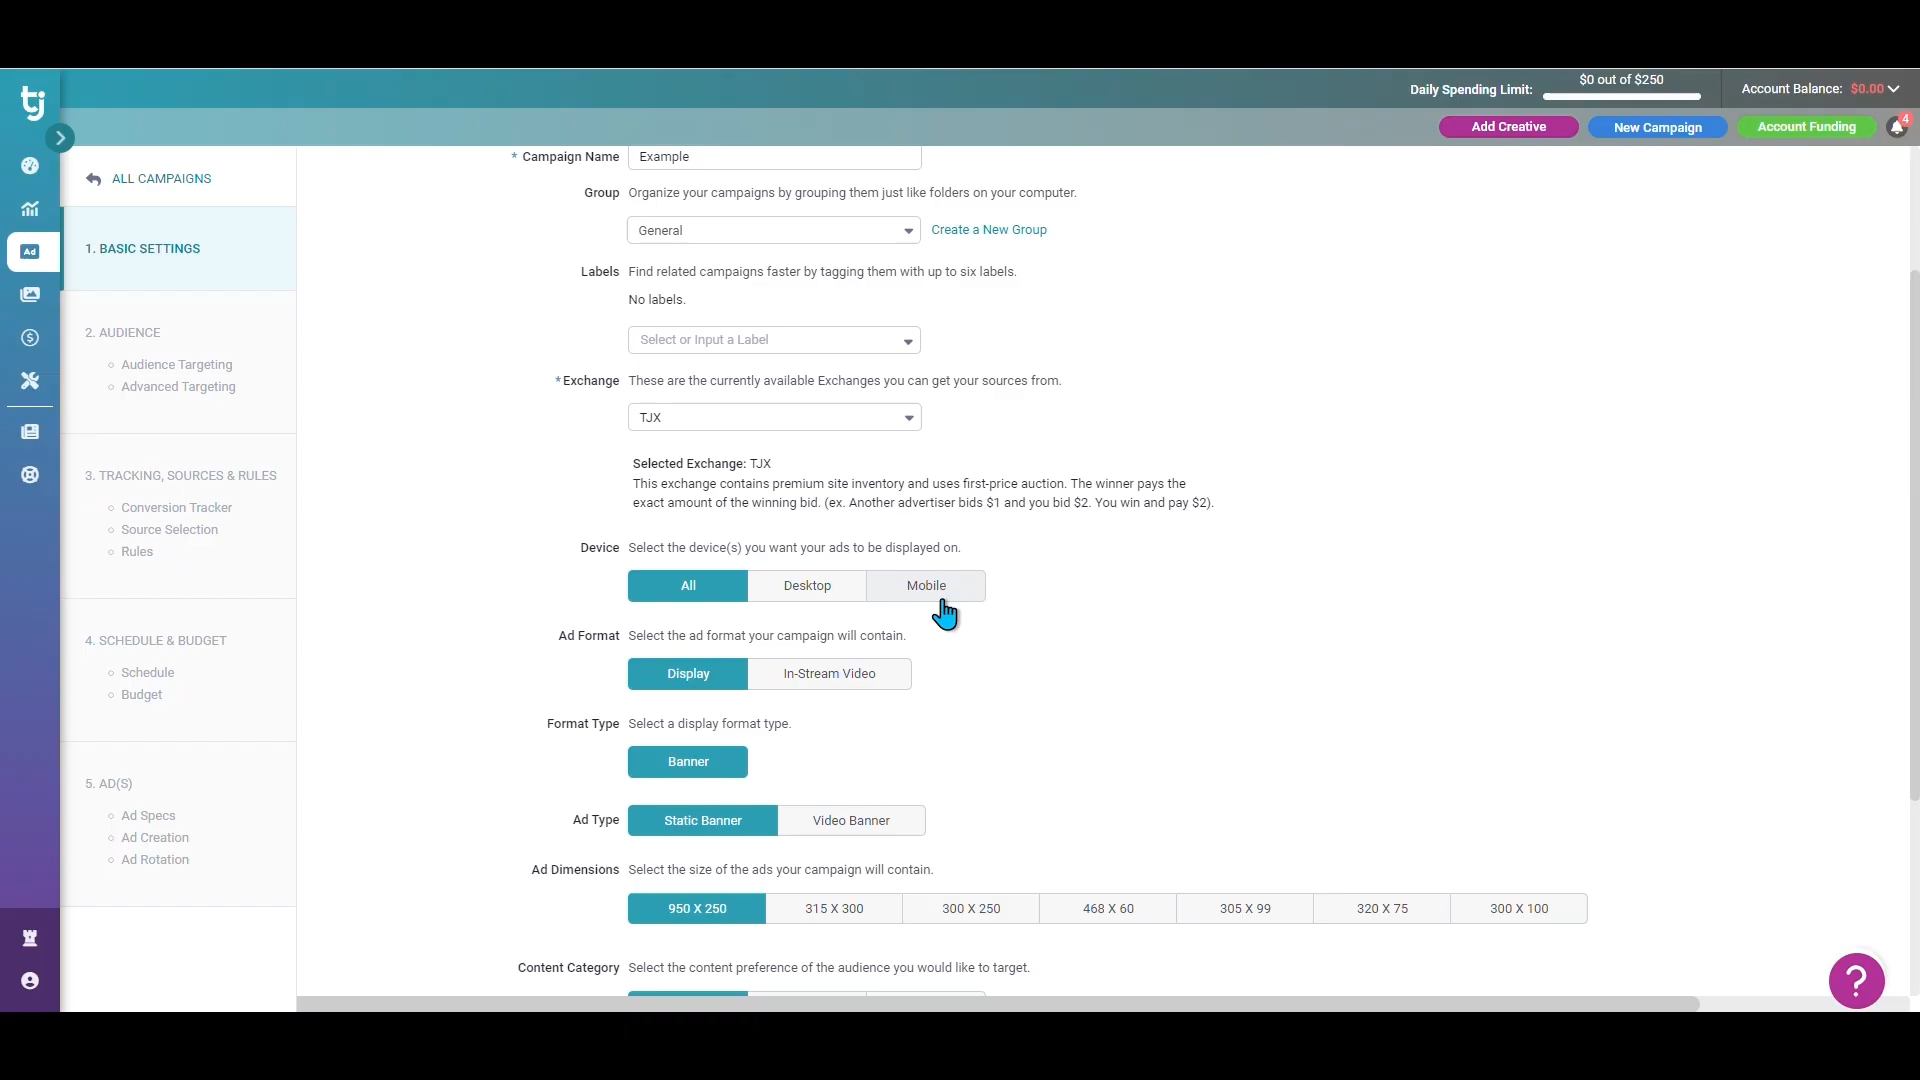 tj
Daily Spending Limit:
$0 out of $250
Account Balance: $0.00
Add Creative
New Campaign
Account Funding
4
ALL CAMPAIGNS
1. BASIC SETTINGS
2. AUDIENCE
Audience Targeting
Advanced Targeting
3. TRACKING, SOURCES & RULES
Conversion Tracker
Source Selection
Rules
4. SCHEDULE & BUDGET
Schedule
Budget
5. AD(S)
Ad Specs
Ad Creation
Ad Rotation
Ad
* Campaign Name Example
Group Organize your campaigns by grouping them just like folders on your computer.
General Create a New Group
Labels Find related campaigns faster by tagging them with up to six labels.
No labels.
Select or Input a Label
* Exchange These are the currently available Exchanges you can get your sources from.
TJX
Selected Exchange: TJX
This exchange contains premium site inventory and uses first-price auction. The winner pays the
exact amount of the winning bid. (ex. Another advertiser bids $1 and you bid $2. You win and pay $2).
Device Select the device(s) you want your ads to be displayed on.
All Desktop Mobile
Ad Format Select the ad format your campaign will contain.
Display In-Stream Video
Format Type Select a display format type.
Banner
Ad Type Static Banner Video Banner
Ad Dimensions Select the size of the ads your campaign will contain.
950 X 250 315 X 300 300 X 250 468 X 60 305 X 99 320 X 75 300 X 100
Content Category Select the content preference of the audience you would like to target.
?